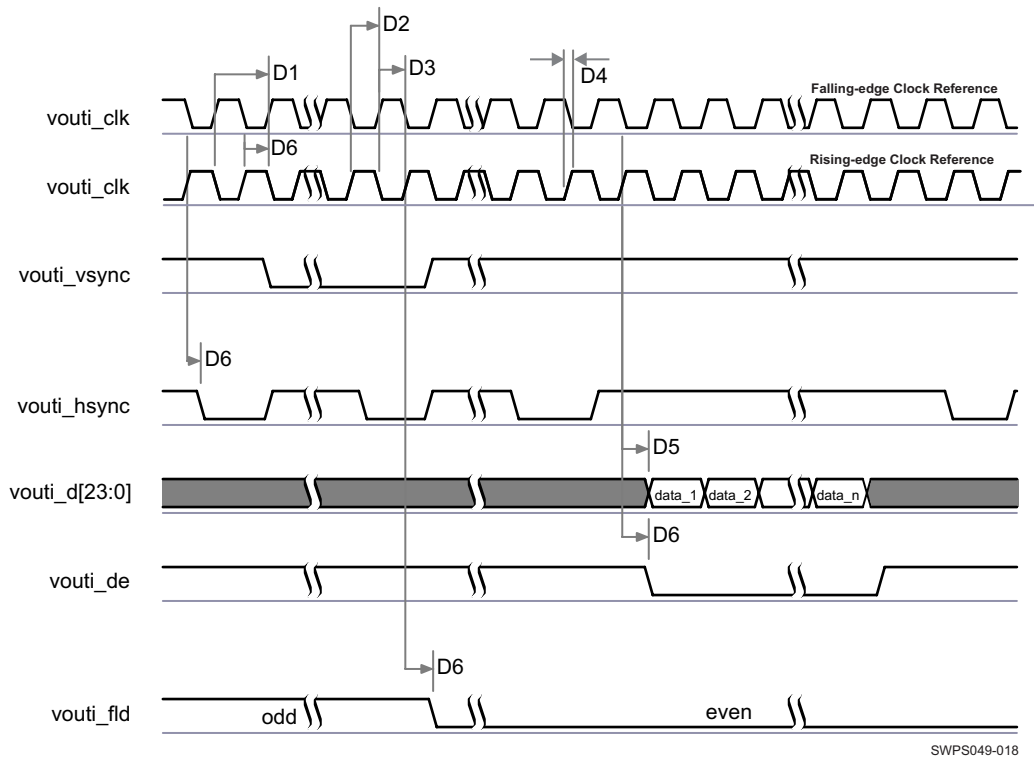 D2
D3
D1
D4
Falling-edge Clock Reference
vouti_clk
D6
Rising-edge Clock Reference
vouti_clk
vouti_vsync
D6
vouti_hsync
D5
vouti_d[23:0]
data_1 data_2 data_n
D6
vouti_de
D6
vouti_fld
odd even
SWPS049-018